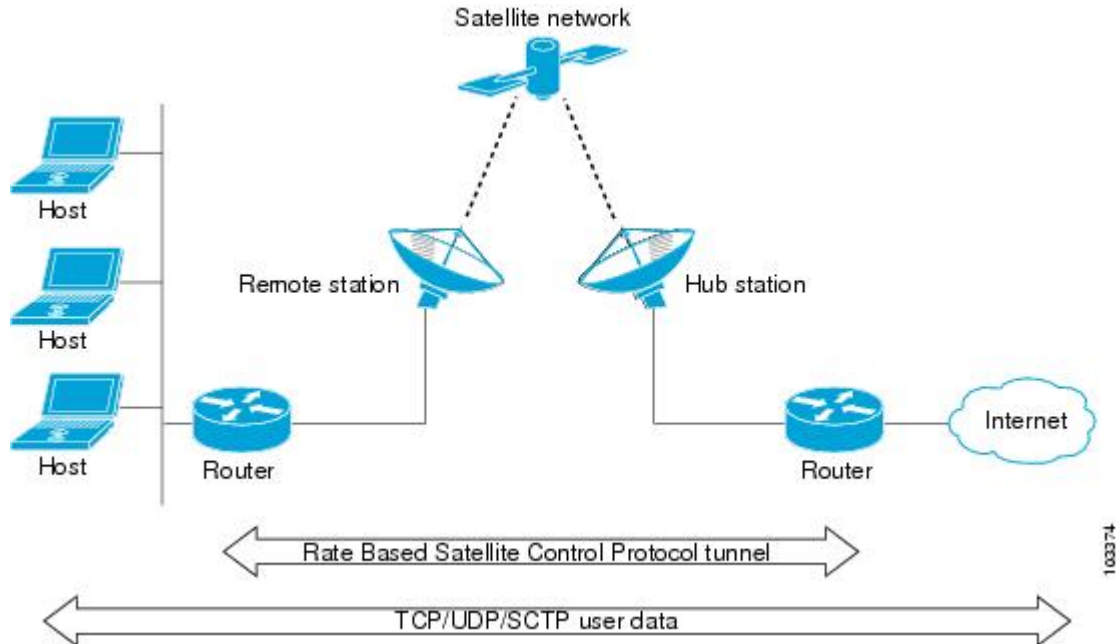 Satellite network
Host
Remote station
Hub station
Host
Internet
Host
Router
Router
Rate Based Satellite Control Protocol tunnel
TCP/UDP/SCTP user data
103374